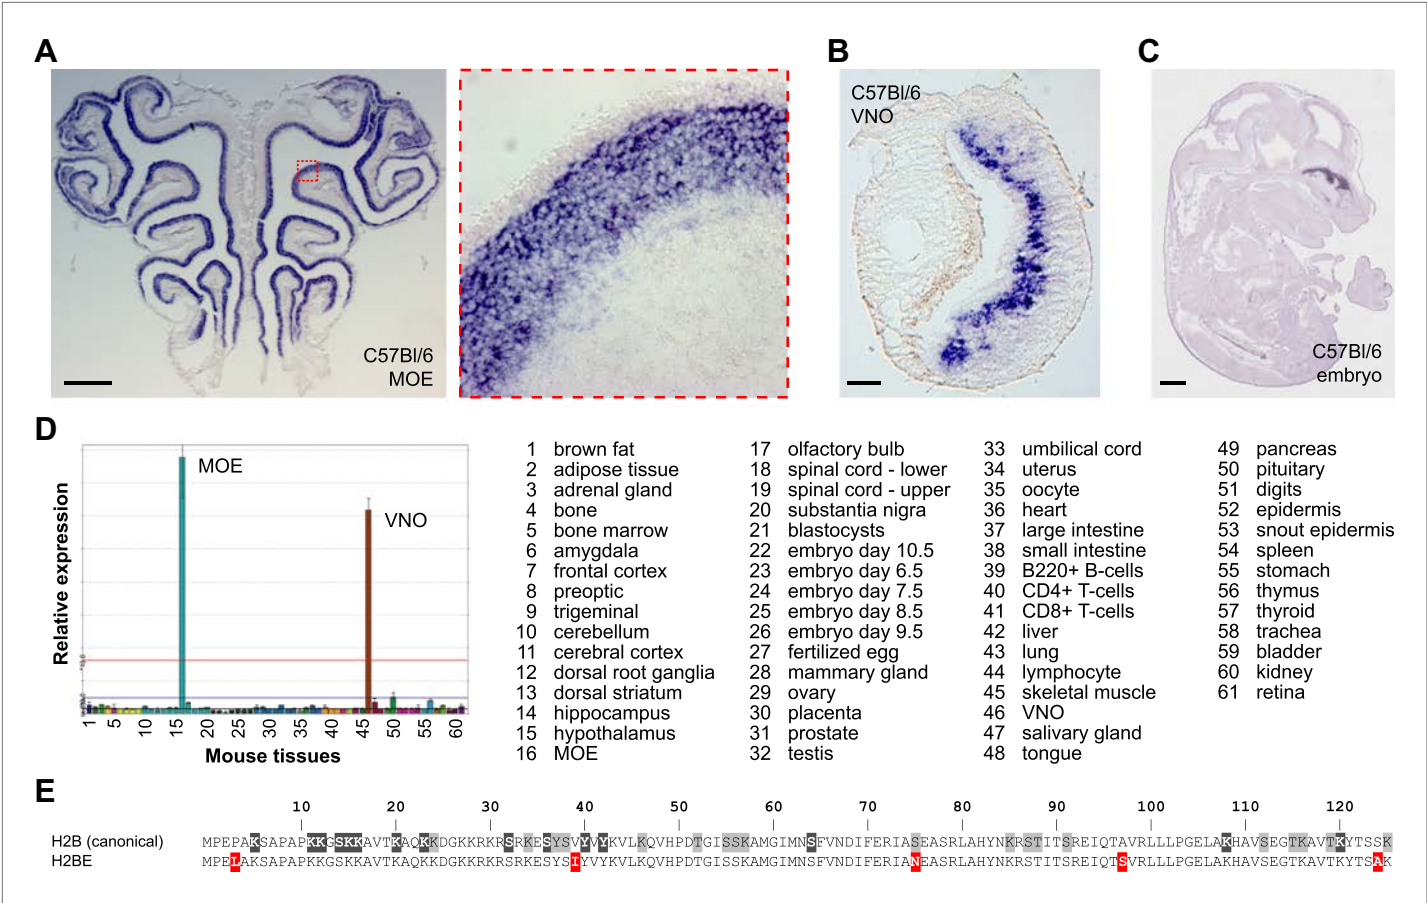 A
B
C
C57Bl/6
MOE
C57Bl/6
VNO
C57Bl/6
embryo
D
Relative expression
MOE
VNO
1 5 10 15 20 25 30 35 40 45 50 55 60
Mouse tissues
1 brown fat
2 adipose tissue
3 adrenal gland
4 bone
5 bone marrow
6 amygdala
7 frontal cortex
8 preoptic
9 trigeminal
10 cerebellum
11 cerebral cortex
12 dorsal root ganglia
13 dorsal striatum
14 hippocampus
15 hypothalamus
16 MOE
17 olfactory bulb
18 spinal cord - lower
19 spinal cord - upper
20 substantia nigra
21 blastocysts
22 embryo day 10.5
23 embryo day 6.5
24 embryo day 7.5
25 embryo day 8.5
26 embryo day 9.5
27 fertilized egg
28 mammary gland
29 ovary
30 placenta
31 prostate
32 testis
33 umbilical cord
34 uterus
35 oocyte
36 heart
37 large intestine
38 small intestine
39 B220+ B-cells
40 CD4+ T-cells
41 CD8+ T-cells
42 liver
43 lung
44 lymphocyte
45 skeletal muscle
46 VNO
47 salivary gland
48 tongue
49 pancreas
50 pituitary
51 digits
52 epidermis
53 snout epidermis
54 spleen
55 stomach
56 thymus
57 thyroid
58 trachea
59 bladder
60 kidney
61 retina
E
10 20 30 40 50 60 70 80 90 100 110 120
H2B (canonical) MPEPAKSAPAPKKGSKKAVTKAQKKDGKKRKRSRKESYSVYVYKVLKQVHPDTGISSKAMGIMNSFVNDIFERIASEASRLAHYNKRSTITSREIQTAVRLLLPGELAKHAVSEGTKAVTKYTSSK
H2BE MPELAKSAPAPKKGSKKAVTKAQKKDGKKRKRSRKESYSIYVYKVLKQVHPDTGISSKAMGIMNSFVNDIFERIANEASRLAHYNKRSTITSREIQTSVRLLLPGELAKHAVSEGTKAVTKYTSAK